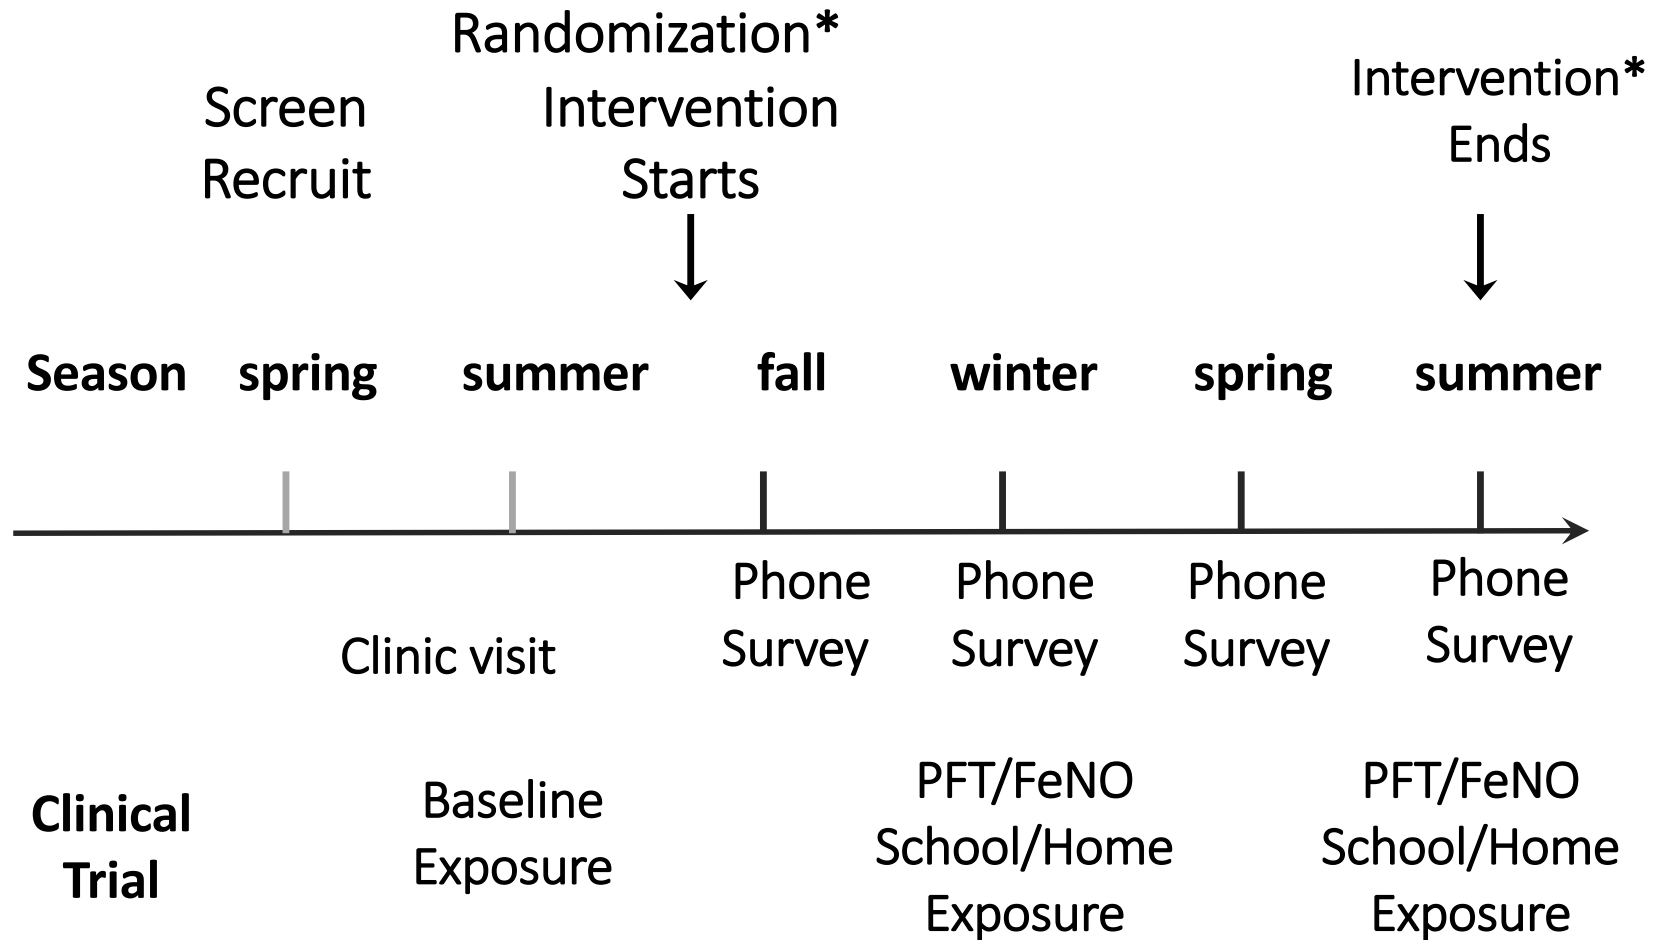 Randomization*
Screen Intervention
Recruit Starts
Intervention*
Ends
Season spring summer fall winter spring summer
Phone Phone Phone Phone
Survey Survey Survey Survey
Clinic visit
Clinical
Trial
Baseline
Exposure
PFT/FeNO
School/Home
Exposure
PFT/FeNO
School/Home
Exposure